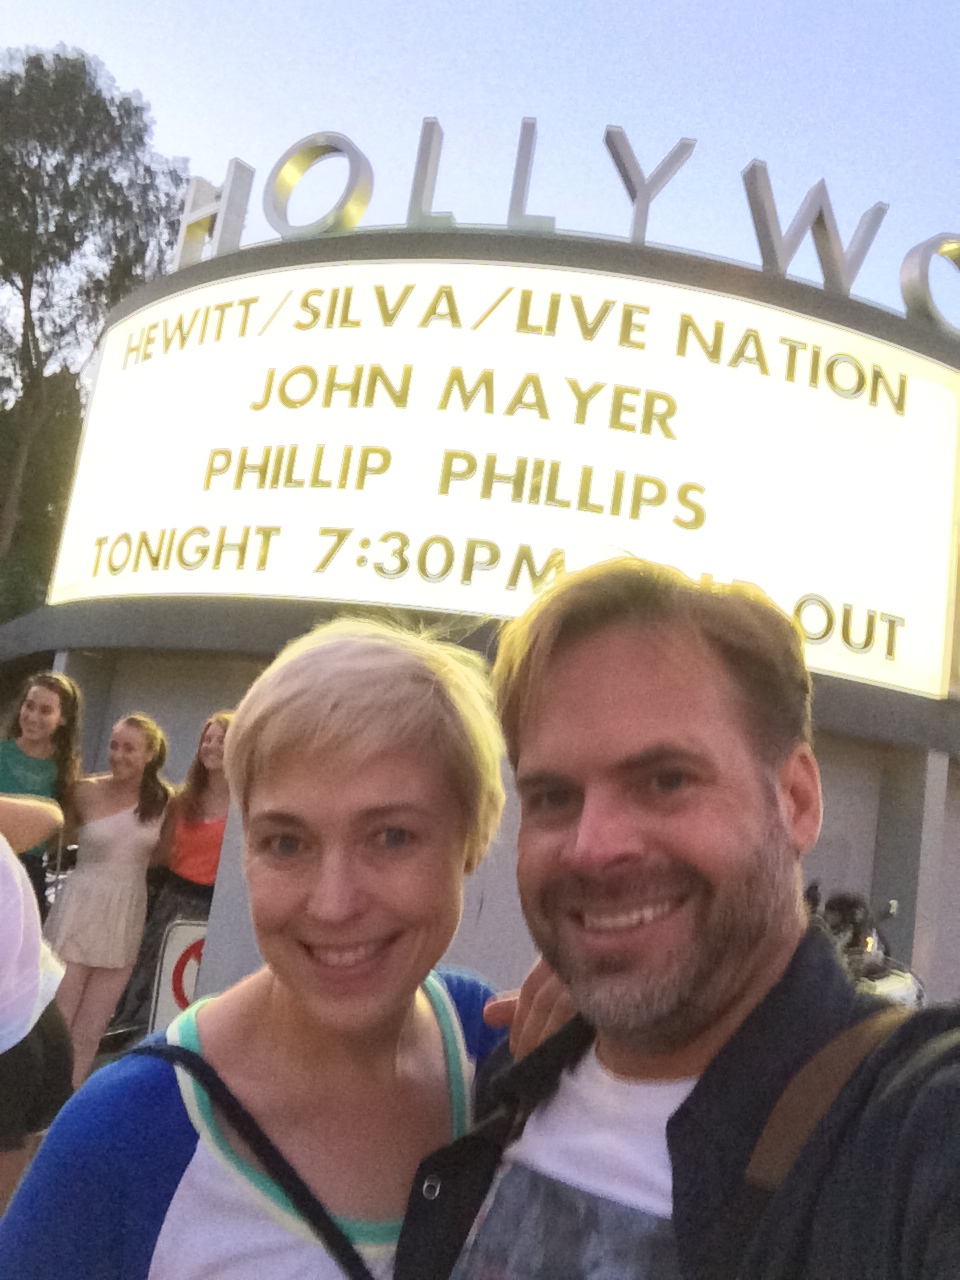 HOLLYWO
HEWITT/SILVA/LIVE NATION
JOHN MAYER
PHILLIP PHILLIPS
TONIGHT 7:30PM OUT